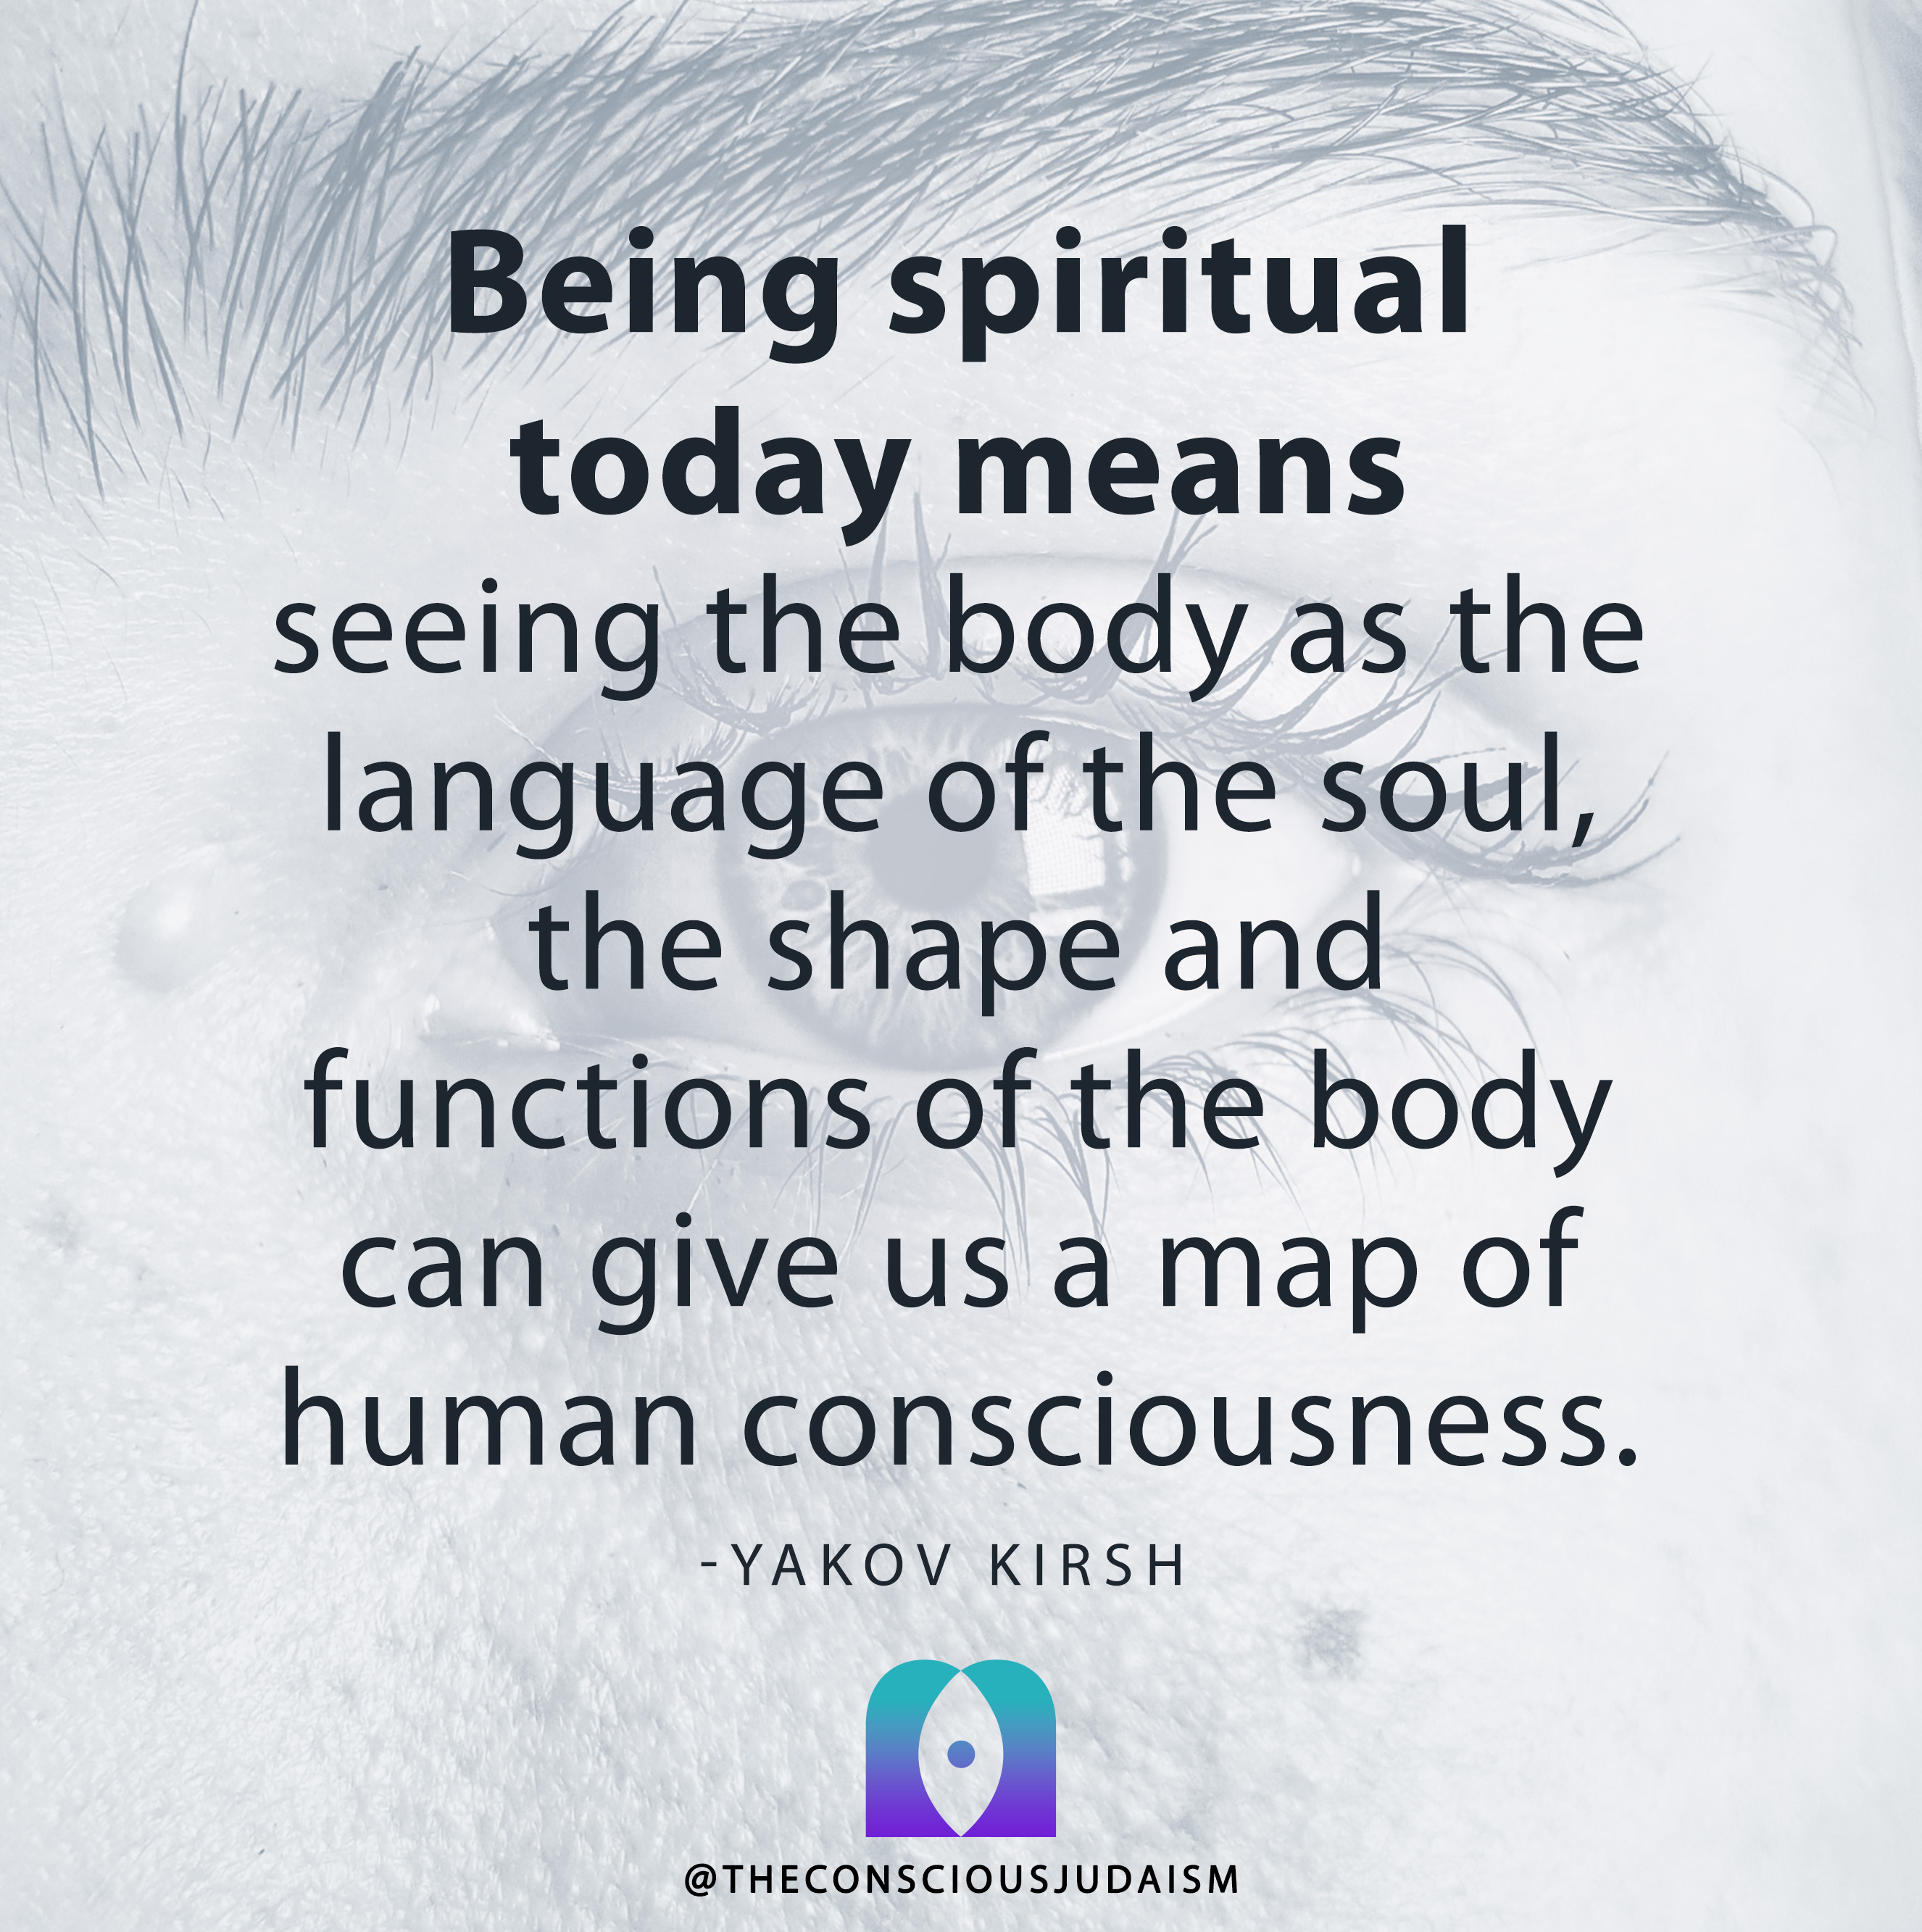 Being spiritual
today means
seeing the body as the
language of the soul,
the shape and
functions of the body
can give us a map of
human consciousness.
-YAKOV KIRSH
@THECONSCIOUSJUDAISM